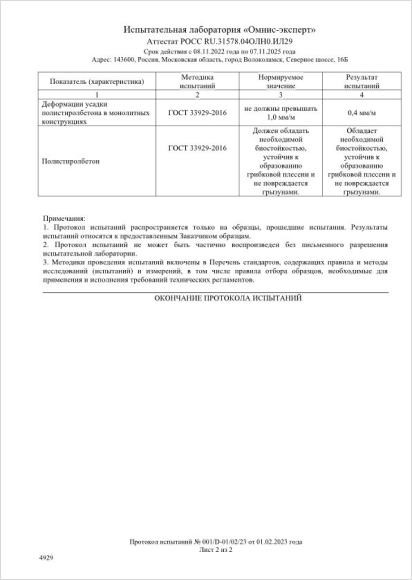 Испытательная лаборатория «Омнис-эксперт»
Аттестат РОСС RU.31578.04ОЛН0.ИЛ29
Срок действия с 08.11.2022 года по 07.11.2025 года
Адрес: 143600, Россия, Московская область, город Волоколамск, Северное шоссе, 16Б
Показатель (характеристика)
Методика
испытаний
Нормируемое
значение
Результат
испытаний
1
2
3
4
Деформации усадки
полистиролбетона в монолитных
конструкциях
ГОСТ 33929-2016
не должны превышать
1,0 мм/м
0,4 мм/м
Полистиролбетон
ГОСТ 33929-2016
Должен обладать
необходимой
биостойкостью,
устойчив к
образованию
грибковой плесени и
не повреждается
грызунами.
Обладает
необходимой
биостойкостью,
устойчив к
образованию
грибковой плесени и
не повреждается
грызунами.
Примечания:
1. Протокол испытаний распространяется только на образцы, прошедшие испытания. Результаты
испытаний относятся к предоставленным Заказчиком образцам.
2. Протокол испытаний не может быть частично воспроизведен без письменного разрешения
испытательной лаборатории.
3. Методики проведения испытаний включены в Перечень стандартов, содержащих правила и методы
исследований (испытаний) и измерений, в том числе правила отбора образцов, необходимые для
применения и исполнения требований технических регламентов.
ОКОНЧАНИЕ ПРОТОКОЛА ИСПЫТАНИЙ
Протокол испытаний № 001/D-01/02/23 от 01.02.2023 года
Лист 2 из 2
4929